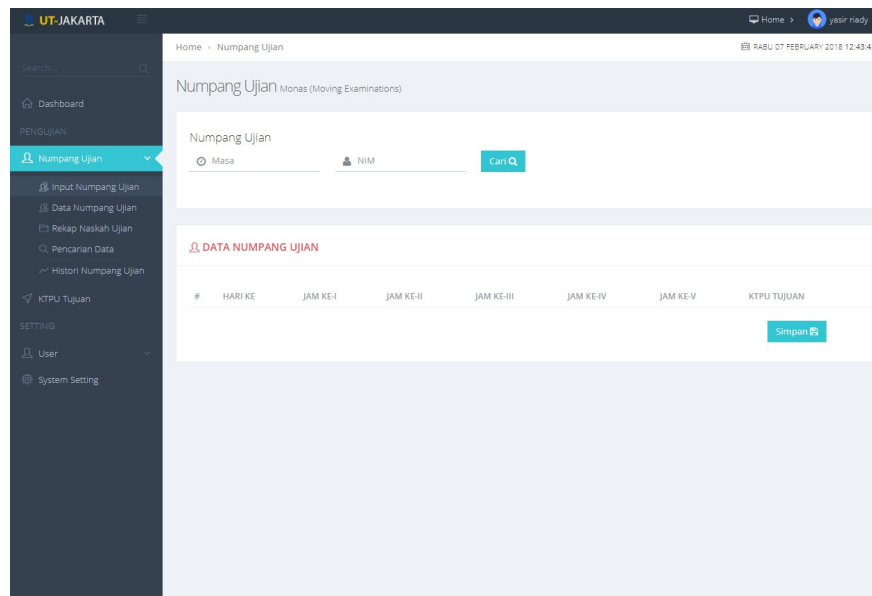 UT-JAKARTA
Home >
yasir riady
Home
Numpang Ujian
RABU 07 FEBRUARY 2018 12:43:4
Search...
Dashboard
PENGUJIAN
Numpang Ujian
Input Numpang Ujian
Data Numpang Ujian
Rekap Naskah Ujian
Pencarian Data
Histori Numpang Ujian
KTPU Tujuan
SETTING
User
System Setting
Numpang Ujian Monas (Moving Examinations)
Numpang Ujian
Masa NIM Cari
DATA NUMPANG UJIAN
# HARI KE JAM KE-I JAM KE-II JAM KE-III JAM KE-IV JAM KE-V KTPU TUJUAN
Simpan